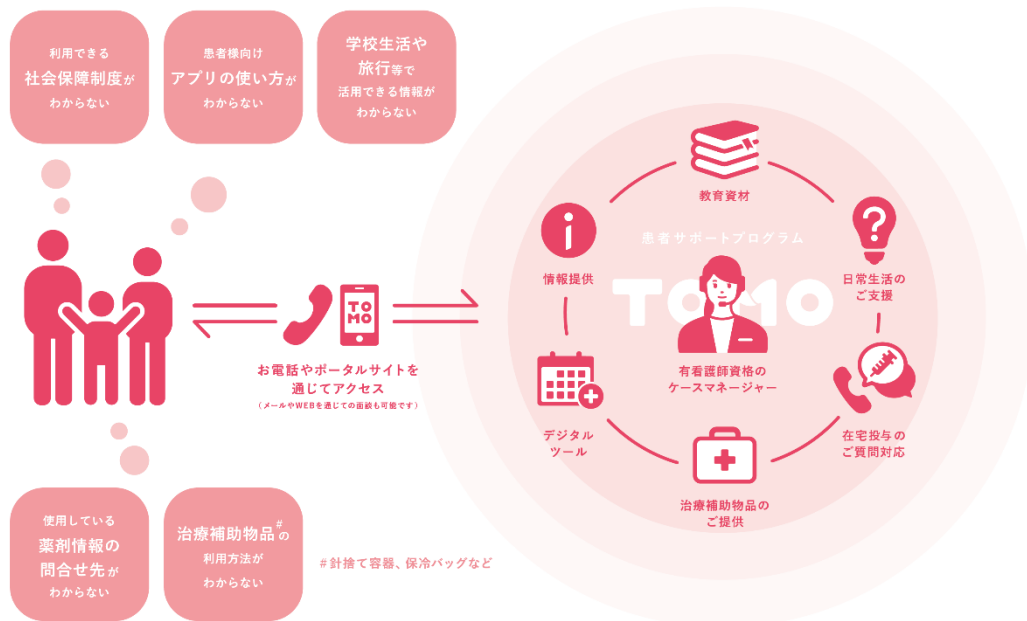 利用できる
社会保障制度が
わからない
患者様向け
アプリの使い方が
わからない
学校生活や
旅行等で
活用できる情報が
わからない
TO
MO
お電話やポータルサイトを
通じてアクセス
（メールやWEBを通じての面談も可能です）
使用している
薬剤情報の
問合せ先が
わからない
治療補助物品#の
利用方法が
わからない
#針捨て容器、保冷バッグなど
患者サポートプログラム
TOMO
有看護師資格の
ケースマネージャー
教育資材
日常生活の
ご支援
在宅投与の
ご質問対応
治療補助物品の
ご提供
デジタル
ツール
情報提供